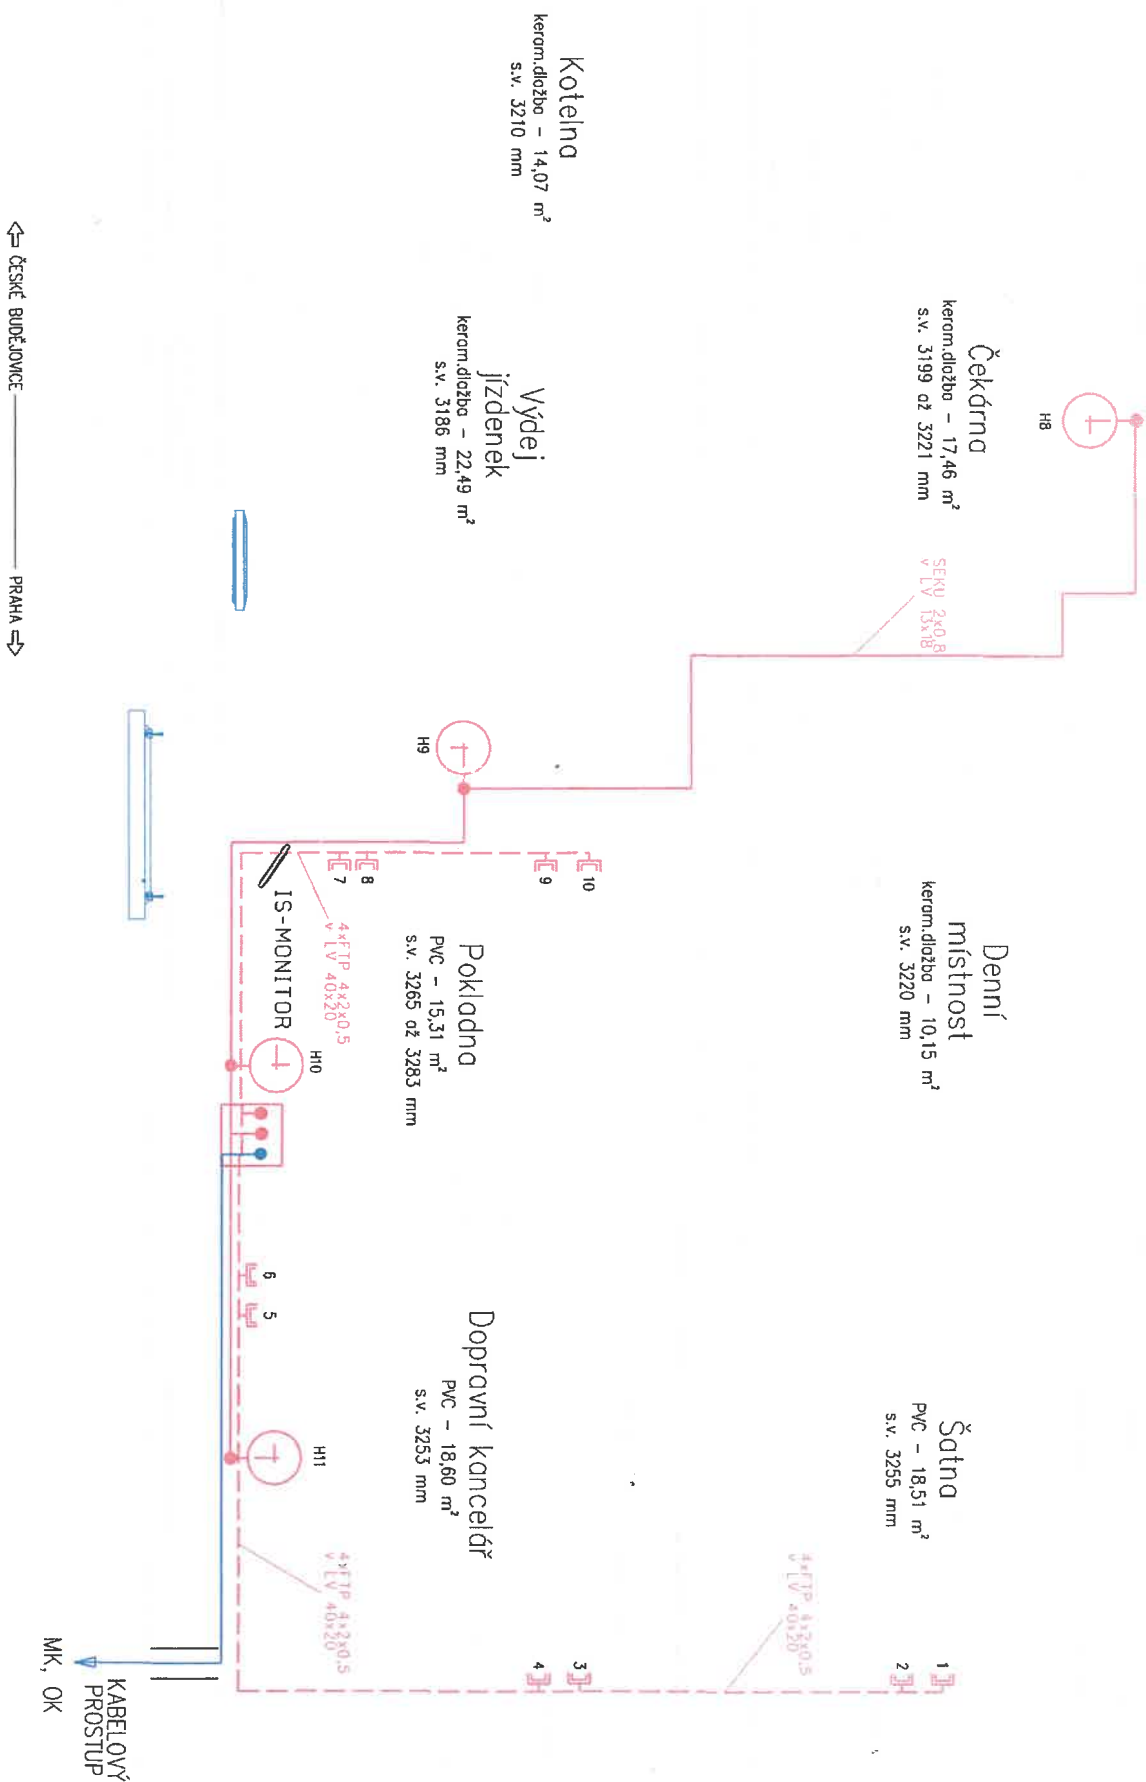 Kotelna
keram.dlažba - 14,07 m²
s.v. 3210 mm
Čekárna
keram.dlažba - 17,46 m²
s.v. 3199 až 3221 mm
H8
Výdej
jízdenek
keram.dlažba - 22,49 m²
s.v. 3186 mm
SEKU 2x0,8
v LV 13x18
H9
Denní
místnost
keram.dlažba - 10,15 m²
s.v. 3220 mm
10
9
8
7
4xFTP 4x2x0,5
v LV 40x20
IS-MONITOR
Pokladna
PVC - 15,31 m²
s.v. 3265 až 3283 mm
H10
6
5
Šatna
PVC - 18,51 m²
s.v. 3255 mm
Dopravní kancelář
PVC - 18,60 m²
s.v. 3253 mm
H11
4xFTP 4x2x0,5
v LV 40x20
4xFTP 4x2x0,5
v LV 40x20
1
2
3
4
KABELOVÝ
PROSTUP
MK, OK
ČESKÉ BUDĚJOVICE
PRAHA